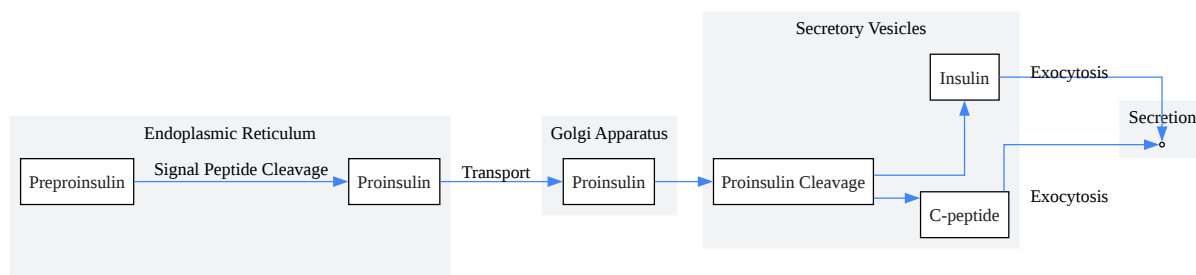 Secretory Vesicles
Insulin
Exocytosis
Secretion
Endoplasmic Reticulum
Golgi Apparatus
Preproinsulin
Signal Peptide Cleavage
Proinsulin
Transport
Proinsulin
Proinsulin Cleavage
C-peptide
Exocytosis